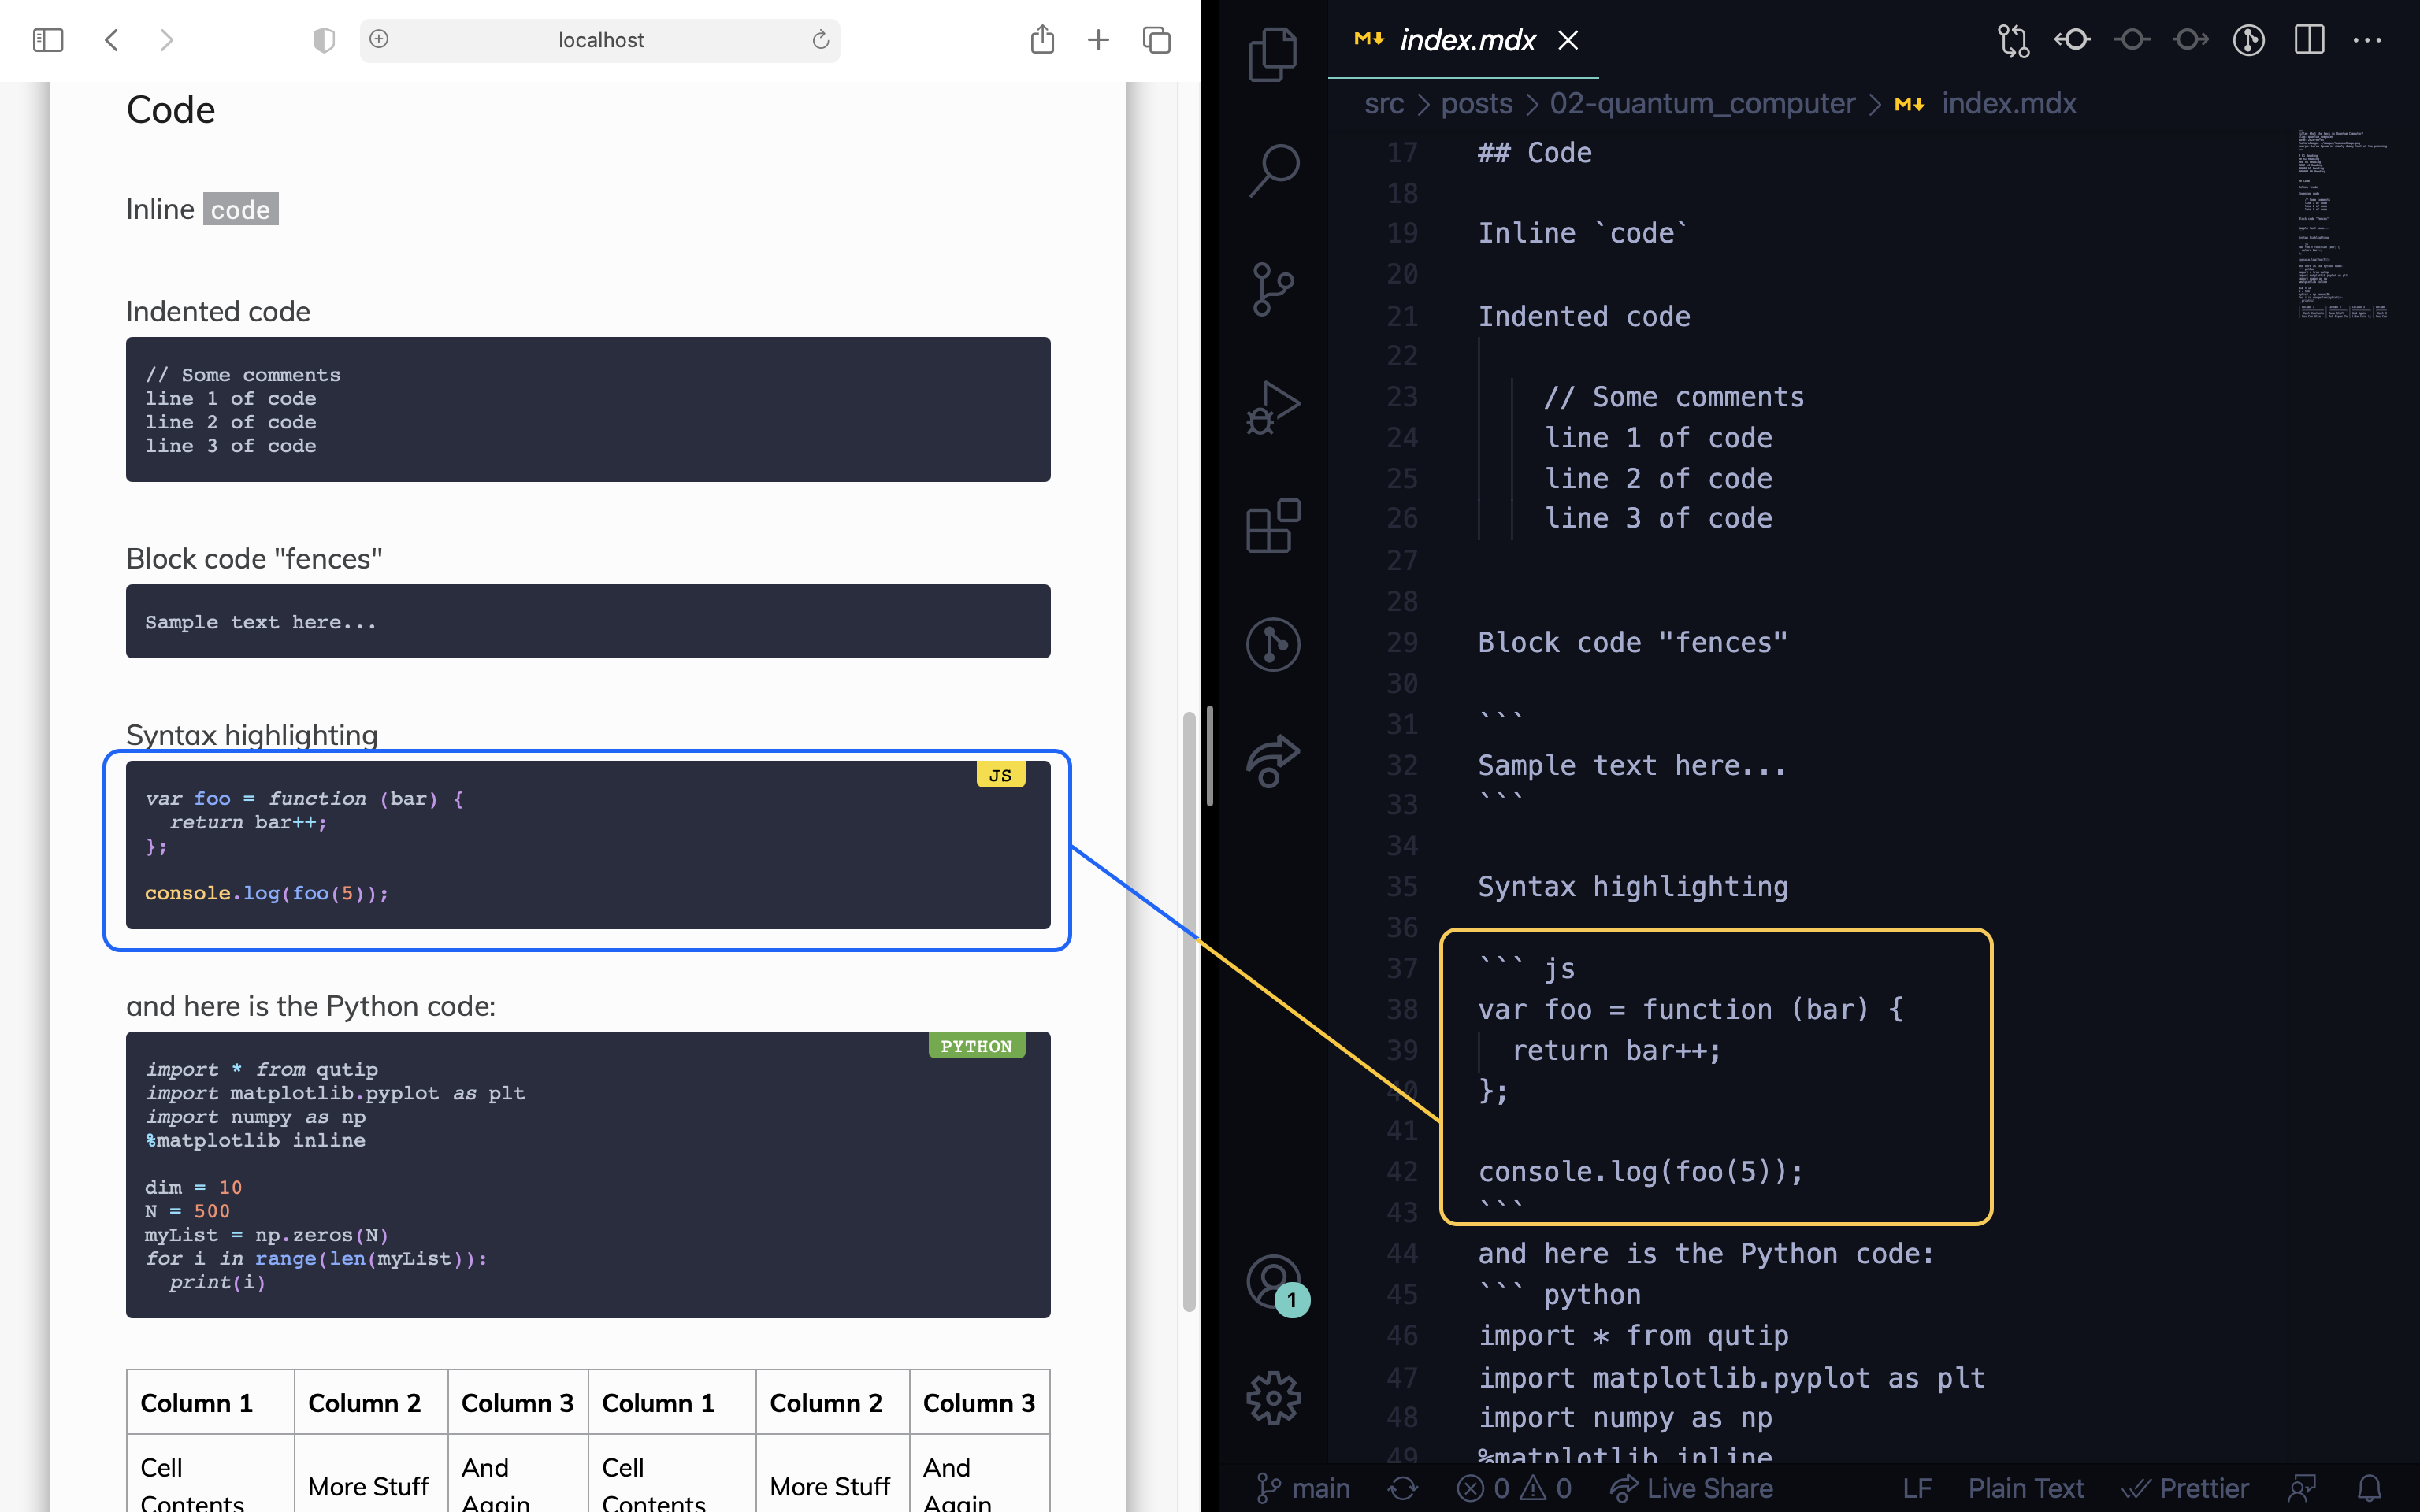 localhost
Code
Inline code
Indented code
// Some comments
line 1 of code
line 2 of code
line 3 of code
Block code "fences"
Sample text here...
Syntax highlighting
JS
var foo = function (bar) {
  return bar++;
};
console.log(foo(5));
and here is the Python code:
PYTHON
import * from qutip
import matplotlib.pyplot as plt
import numpy as np
%matplotlib inline
dim = 10
N = 500
myList = np.zeros(N)
for i in range(len(myList)):
  print(i)
Column 1 Column 2 Column 3 Column 1 Column 2 Column 3
Cell Contents More Stuff And Again Cell Contents More Stuff And Again
index.mdx
src > posts > 02-quantum_computer > index.mdx
17 ## Code
18
19 Inline `code`
20
21 Indented code
22
23     // Some comments
24     line 1 of code
25     line 2 of code
26     line 3 of code
27
28
29 Block code "fences"
30
31 ```
32 Sample text here...
33 ```
34
35 Syntax highlighting
36
37 ``` js
38 var foo = function (bar) {
39   return bar++;
40 };
41
42 console.log(foo(5));
43 ```
44 and here is the Python code:
45 ``` python
46 import * from qutip
47 import matplotlib.pyplot as plt
48 import numpy as np
49 %matplotlib inline
1
main 0 0 Live Share LF Plain Text Prettier